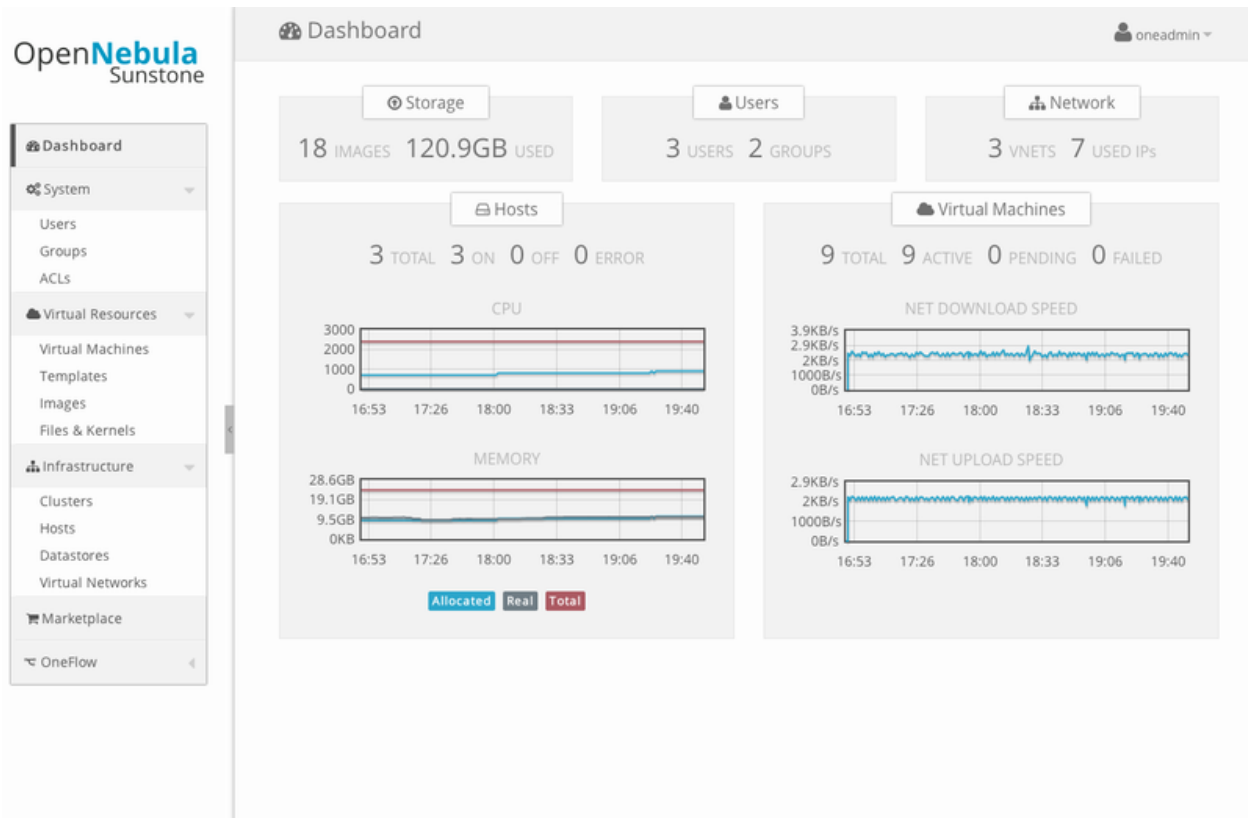 OpenNebula
Sunstone
Dashboard
System
Users
Groups
ACLs
Virtual Resources
Virtual Machines
Templates
Images
Files & Kernels
Infrastructure
Clusters
Hosts
Datastores
Virtual Networks
Marketplace
OneFlow
Dashboard
oneadmin
Storage
18 IMAGES 120.9GB USED
Users
3 USERS 2 GROUPS
Network
3 VNETS 7 USED IPs
Hosts
3 TOTAL 3 ON 0 OFF 0 ERROR
CPU
3000
2000
1000
0
16:53 17:26 18:00 18:33 19:06 19:40
MEMORY
28.6GB
19.1GB
9.5GB
0KB
16:53 17:26 18:00 18:33 19:06 19:40
Allocated Real Total
Virtual Machines
9 TOTAL 9 ACTIVE 0 PENDING 0 FAILED
NET DOWNLOAD SPEED
3.9KB/s
2.9KB/s
2KB/s
1000B/s
0B/s
16:53 17:26 18:00 18:33 19:06 19:40
NET UPLOAD SPEED
2.9KB/s
2KB/s
1000B/s
0B/s
16:53 17:26 18:00 18:33 19:06 19:40